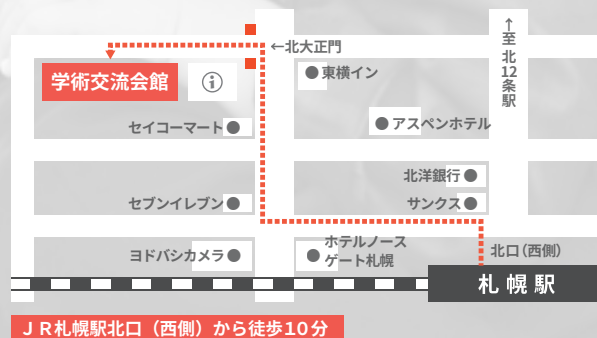 ←北大正門
↑至 北12条駅
学術交流会館
i
東横イン
セイコーマート
アスペンホテル
北洋銀行
セブンイレブン
サンクス
ホテルノース
ゲート札幌
ヨドバシカメラ
北口（西側）
札幌駅
ＪＲ札幌駅北口（西側）から徒歩10分